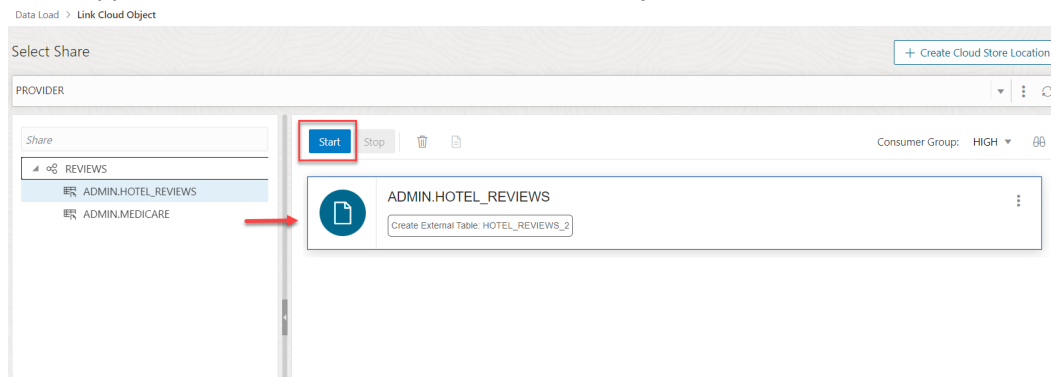 Data Load > Link Cloud Object
Select Share
+ Create Cloud Store Location
PROVIDER
Share
REVIEWS
ADMIN.HOTEL_REVIEWS
ADMIN.MEDICARE
Start Stop
Consumer Group: HIGH
ADMIN.HOTEL_REVIEWS
Create External Table: HOTEL_REVIEWS_2